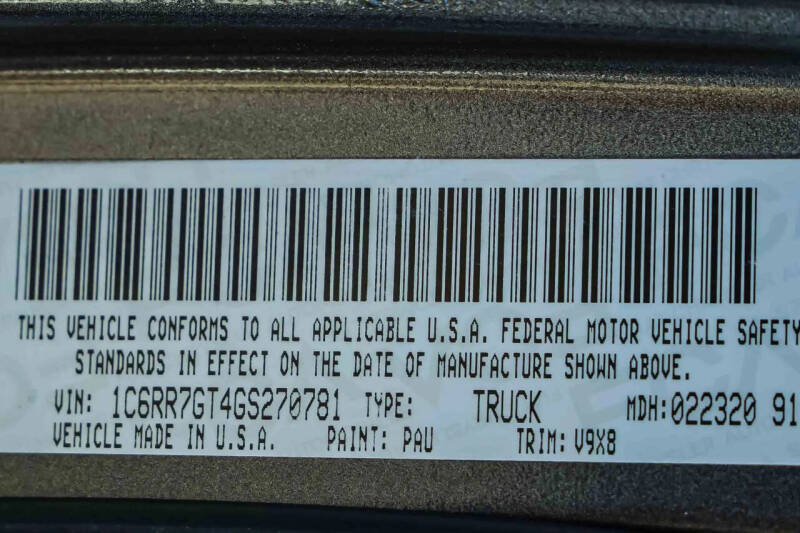 THIS VEHICLE CONFORMS TO ALL APPLICABLE U.S.A. FEDERAL MOTOR VEHICLE SAFETY
STANDARDS IN EFFECT ON THE DATE OF MANUFACTURE SHOWN ABOVE.
VIN: 1C6RR7GT4GS270781 TYPE: TRUCK MDH: 022320 91
VEHICLE MADE IN U.S.A. PAINT: PAU TRIM: V9X8